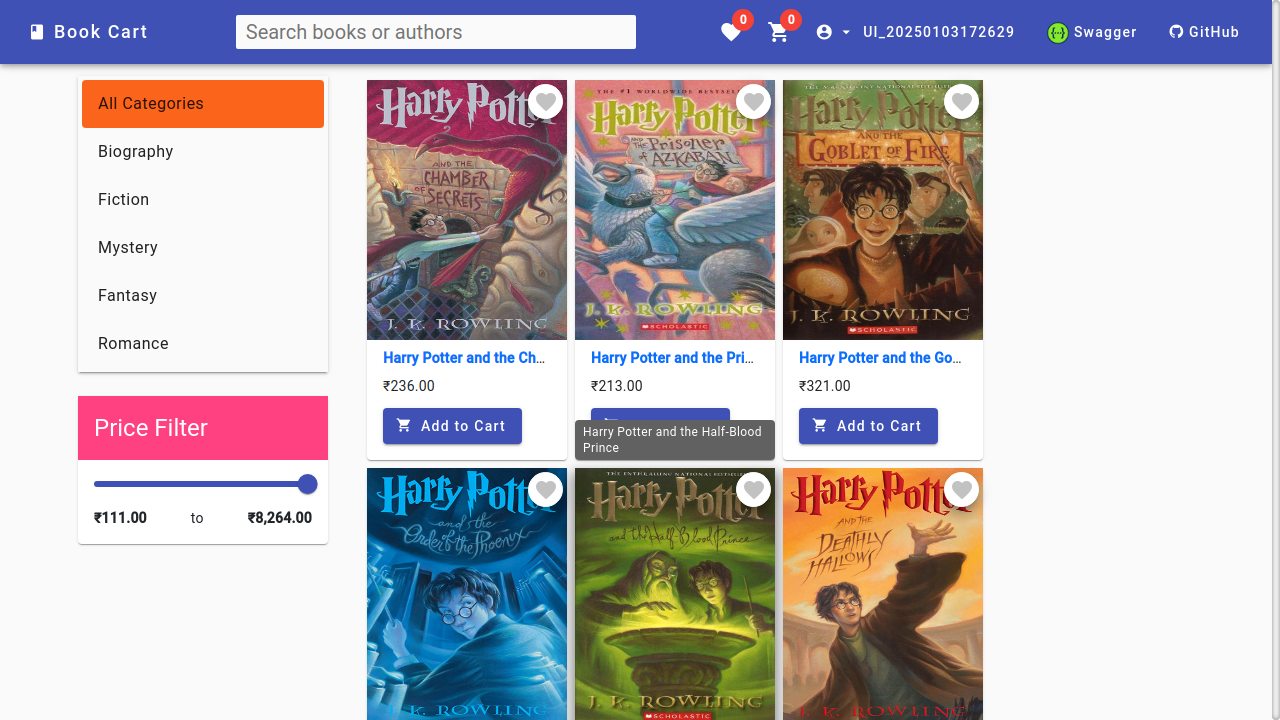 Book Cart
Search books or authors
0
0
UI_20250103172629
Swagger
GitHub
All Categories
Biography
Fiction
Mystery
Fantasy
Romance
Price Filter
₹111.00 to ₹8,264.00
Harry Potter
AND THE
CHAMBER
OF
SECRETS
J. K. ROWLING
Harry Potter and the Ch...
₹236.00
Add to Cart
THE #1 WORLDWIDE BESTSELL
Harry Potter
AND THE
Prisoner
of
AZKABAN
J. K. ROWLING
SCHOLASTIC
Harry Potter and the Pri...
₹213.00
Harry Potter and the Half-Blood
Prince
Harry Potter
AND THE
GOBLET OF FIRE
J. K. ROWLING
SCHOLASTIC
Harry Potter and the Go...
₹321.00
Add to Cart
Harry Potter
and the
Order of the Phoenix
J. K. ROWLING
Harry Potter
and the Half-Blood Prince
J. K. ROWLING
SCHOLASTIC
Harry Potter
AND THE
DEATHLY
HALLOWS
J. K. ROWLING